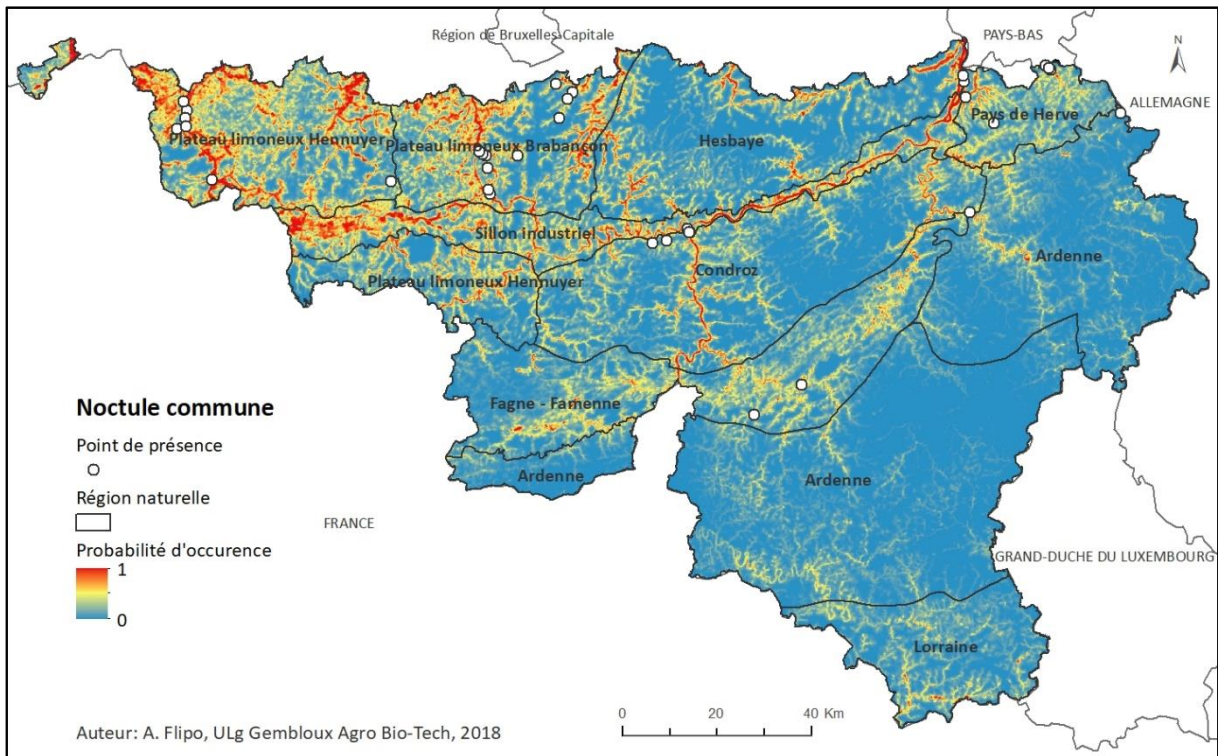 Région de Bruxelles-Capitale
PAYS-BAS
N
ALLEMAGNE
Pays de Herve
Plateau limoneux Hennuyer
Plateau limoneux Brabançon
Hesbaye
Sillon industriel
Condroz
Ardenne
Plateau limoneux Hennuyer
Noctule commune
Point de présence
Région naturelle
Probabilité d'occurence
1
0
Fagne - Famenne
Ardenne
Ardenne
FRANCE
GRAND-DUCHE DU LUXEMBOURG
Lorraine
0 20 40 Km
Auteur: A. Flipo, ULg Gembloux Agro Bio-Tech, 2018